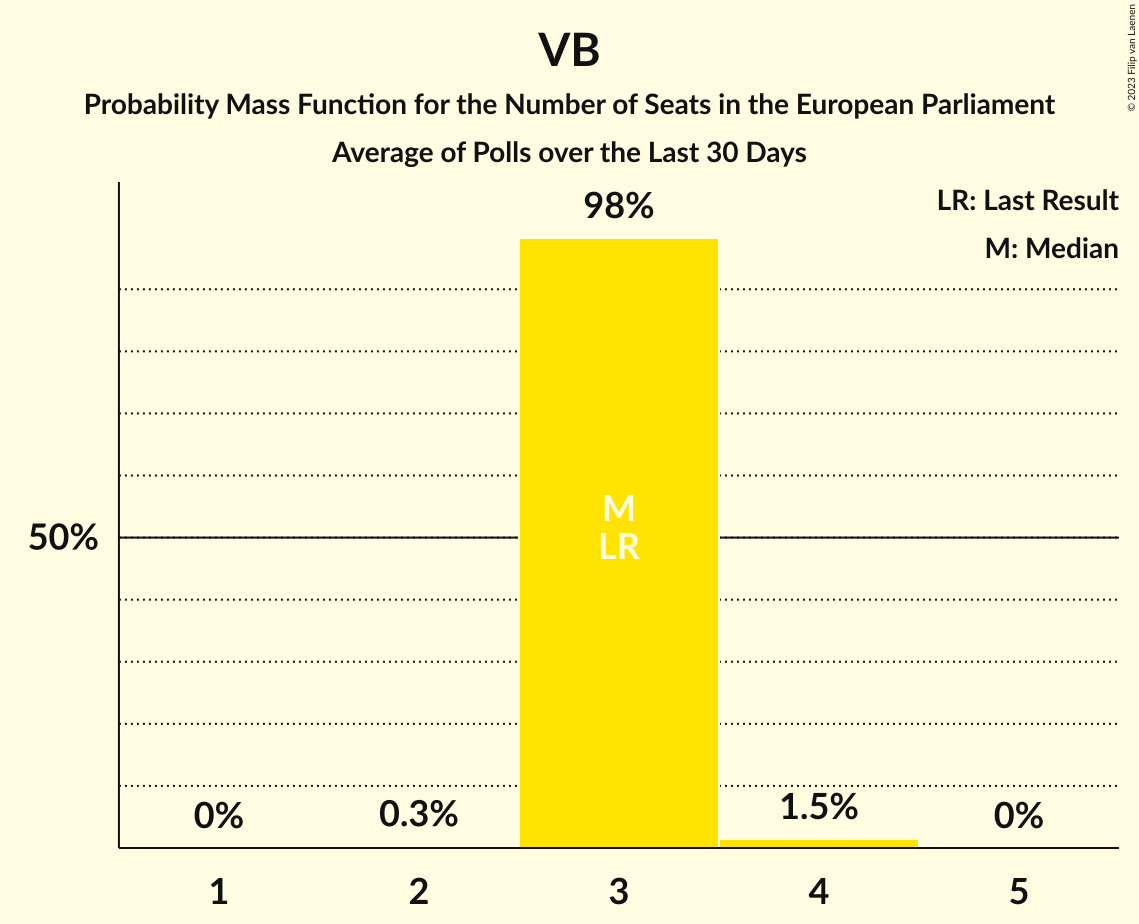 VB
Probability Mass Function for the Number of Seats in the European Parliament
Average of Polls over the Last 30 Days
© 2023 Filip van Laenen
LR: Last Result
M: Median
98%
M
LR
50%
0%
0.3%
1.5%
0%
1 2 3 4 5